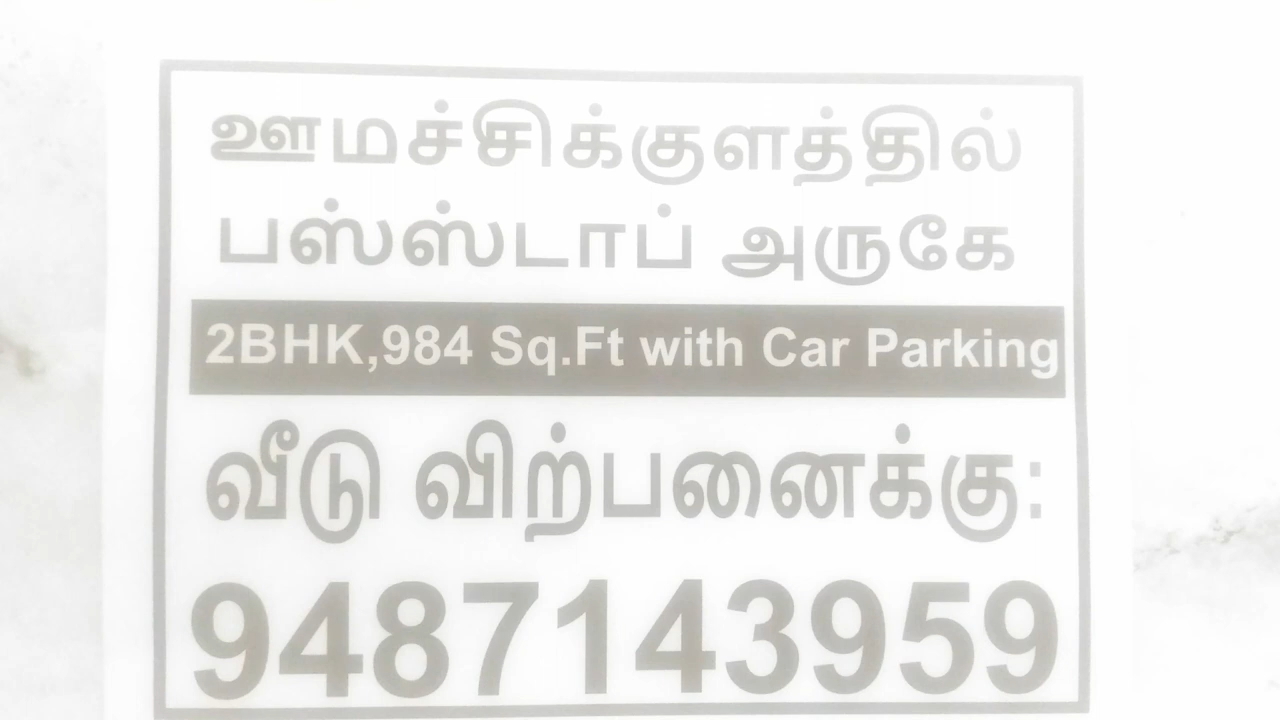 ஊமச்சிக்குளத்தில்
பஸ்ஸ்டாப் அருகே
2BHK,984 Sq.Ft with Car Parking
வீடு விற்பனைக்கு:
9487143959